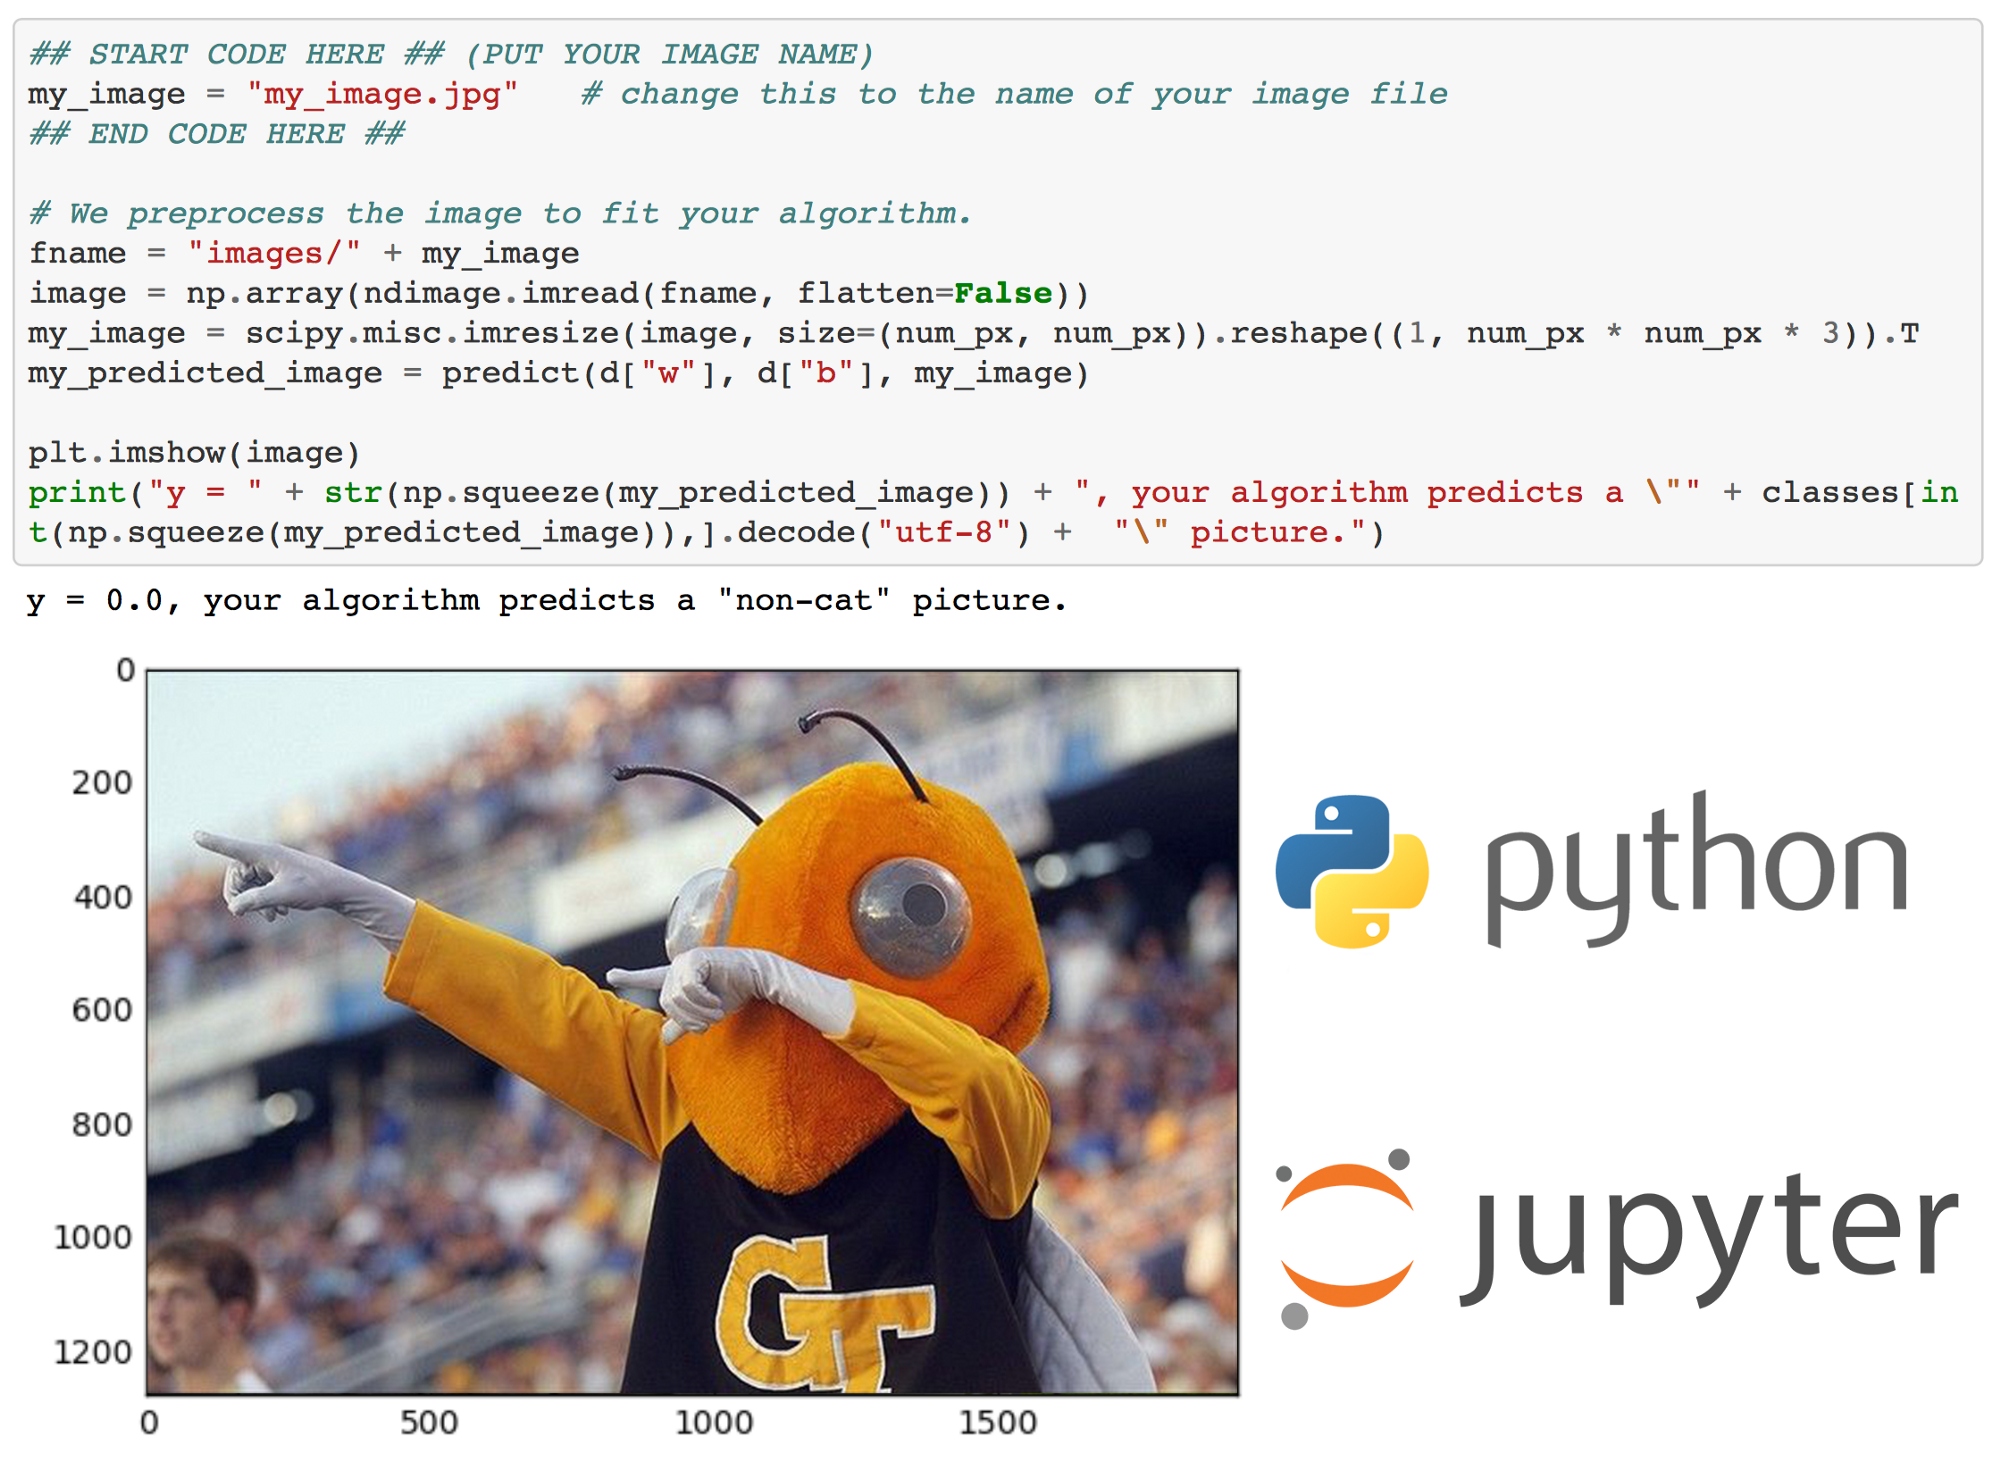 ## START CODE HERE ## (PUT YOUR IMAGE NAME)
my_image = "my_image.jpg"   # change this to the name of your image file
## END CODE HERE ##
# We preprocess the image to fit your algorithm.
fname = "images/" + my_image
image = np.array(ndimage.imread(fname, flatten=False))
my_image = scipy.misc.imresize(image, size=(num_px, num_px)).reshape((1, num_px * num_px * 3)).T
my_predicted_image = predict(d["w"], d["b"], my_image)
plt.imshow(image)
print("y = " + str(np.squeeze(my_predicted_image)) + ", your algorithm predicts a \"" + classes[in
t(np.squeeze(my_predicted_image)),].decode("utf-8") +  "\" picture.")
y = 0.0, your algorithm predicts a "non-cat" picture.
0
200
400
600
800
1000
1200
0
500
1000
1500
GT
python
jupyter